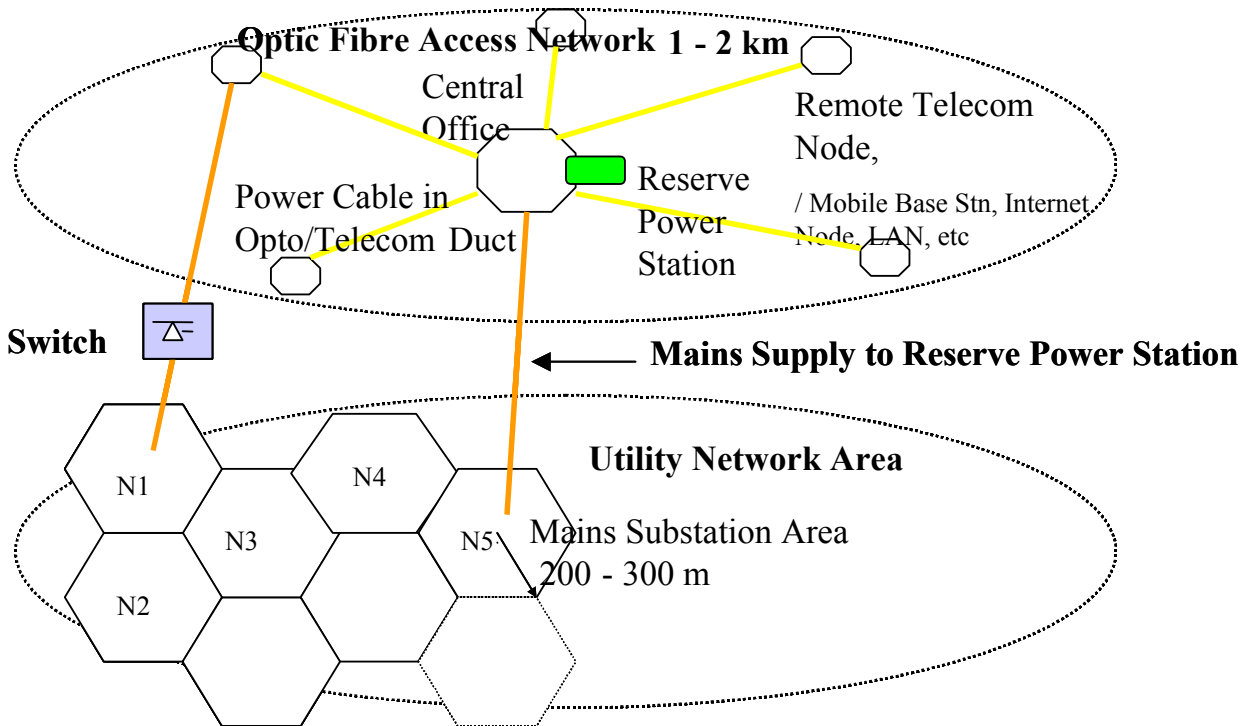 Optic Fibre Access Network 1 - 2 km
Central
Office
Remote Telecom
Node,
/ Mobile Base Stn, Internet
Node, LAN, etc
Reserve
Power
Station
Power Cable in
Opto/Telecom Duct
Switch
Mains Supply to Reserve Power Station
Utility Network Area
N1
N4
N3
N5
Mains Substation Area
200 - 300 m
N2